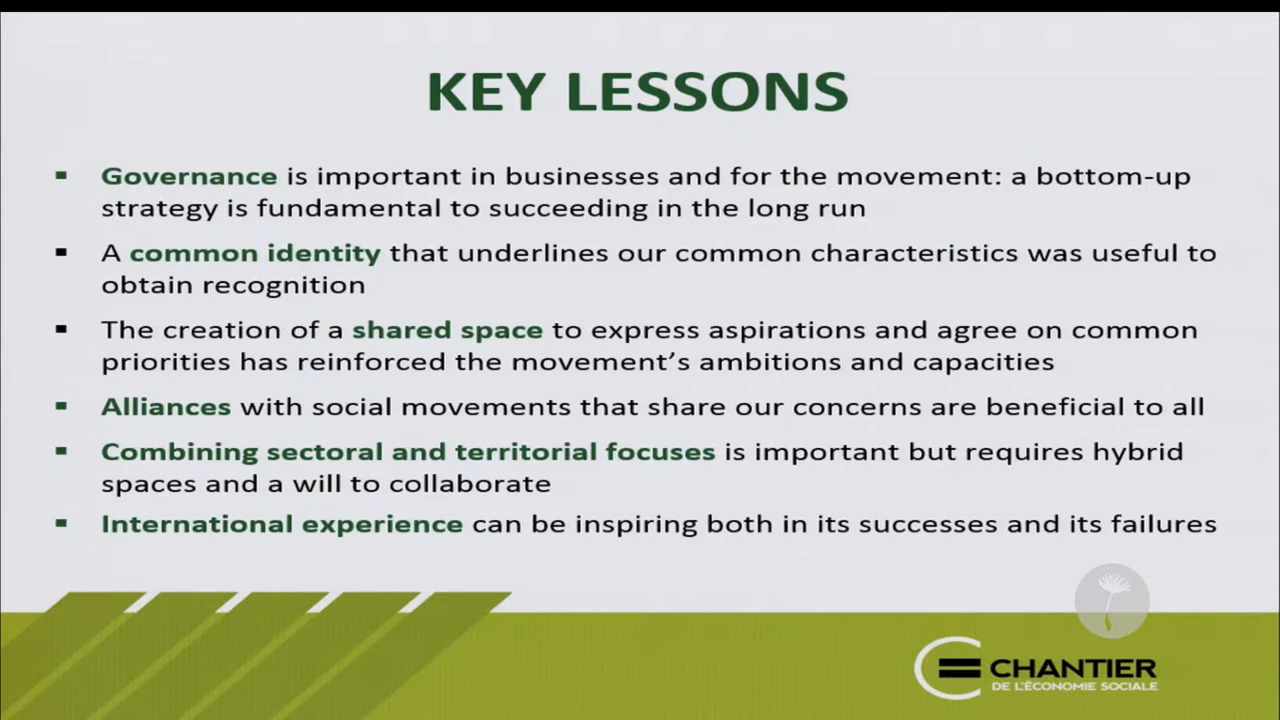 KEY LESSONS
Governance is important in businesses and for the movement: a bottom-up
strategy is fundamental to succeeding in the long run
A common identity that underlines our common characteristics was useful to
obtain recognition
The creation of a shared space to express aspirations and agree on common
priorities has reinforced the movement's ambitions and capacities
Alliances with social movements that share our concerns are beneficial to all
Combining sectoral and territorial focuses is important but requires hybrid
spaces and a will to collaborate
International experience can be inspiring both in its successes and its failures
CHANTIER
DE L'ÉCONOMIE SOCIALE